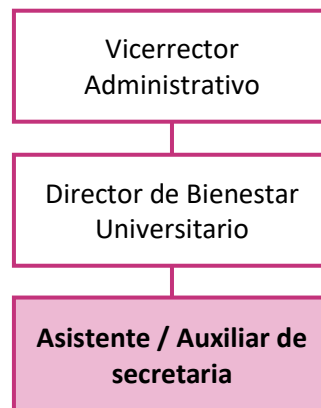 Vicerrector
Administrativo
Director de Bienestar
Universitario
Asistente / Auxiliar de
secretaria